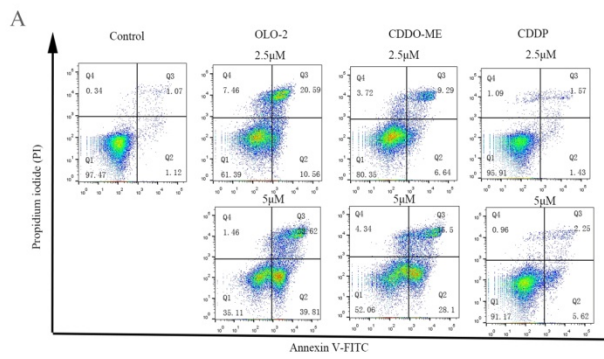 A
Control
OLO-2
CDDO-ME
CDDP
2.5μM
2.5μM
2.5μM
Q4
0.34
Q3
1.07
Q1
97.47
Q2
1.12
Q4
7.46
Q3
20.59
Q1
61.39
Q2
10.56
Q4
3.72
Q3
9.29
Q1
80.35
Q2
6.64
Q4
1.09
Q3
1.57
Q1
95.91
Q2
1.43
5μM
5μM
5μM
Q4
1.46
Q3
Q1
35.11
Q2
39.81
Q4
4.34
Q3
Q1
52.06
Q2
28.1
Q4
0.96
Q3
2.25
Q1
91.17
Q2
5.62
Propidium iodide (PI)
Annexin V-FITC